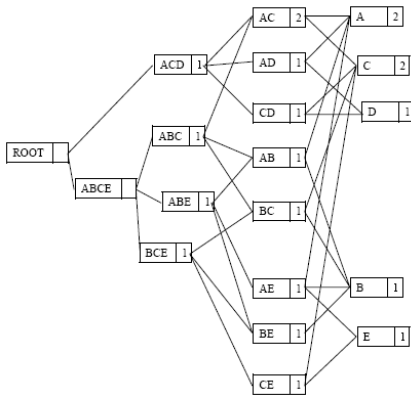 AC 2
A 2
ACD 1
AD 1
C 2
CD 1
D 1
ABC 1
ROOT
AB 1
ABCE
ABE 1
BC 1
BCE 1
AE 1
B 1
BE 1
E 1
CE 1